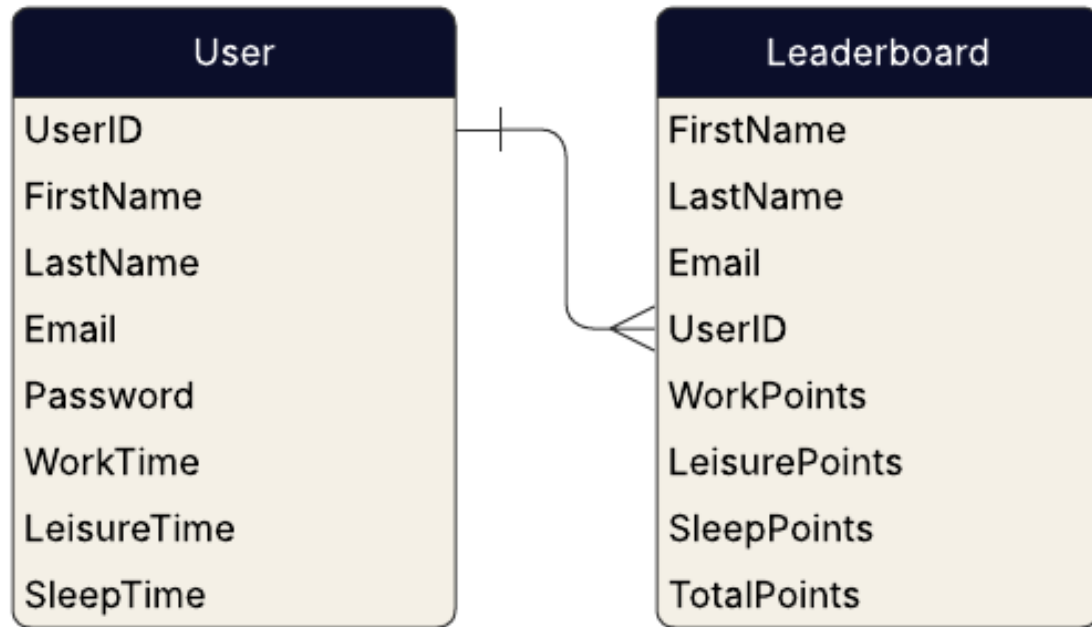 User
UserID
FirstName
LastName
Email
Password
WorkTime
LeisureTime
SleepTime
Leaderboard
FirstName
LastName
Email
UserID
WorkPoints
LeisurePoints
SleepPoints
TotalPoints